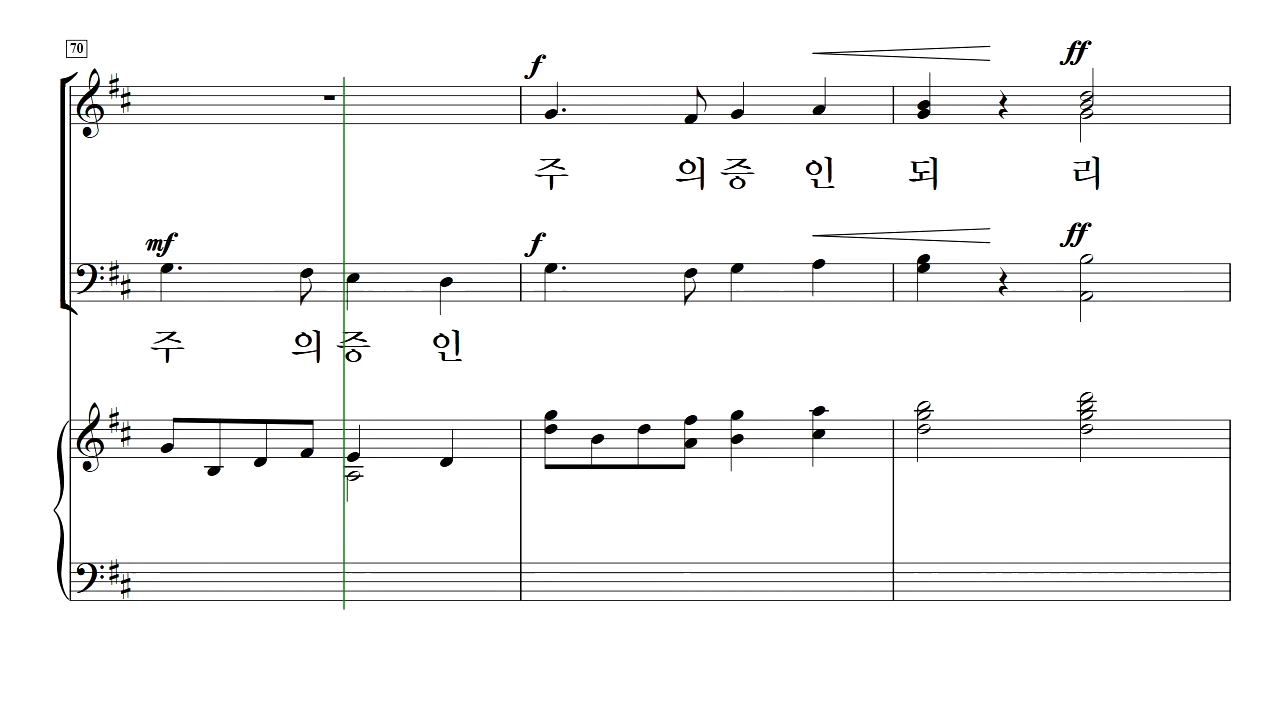 70
f ff
주 의 증 인 되 리
mf f ff
주 의 증 인